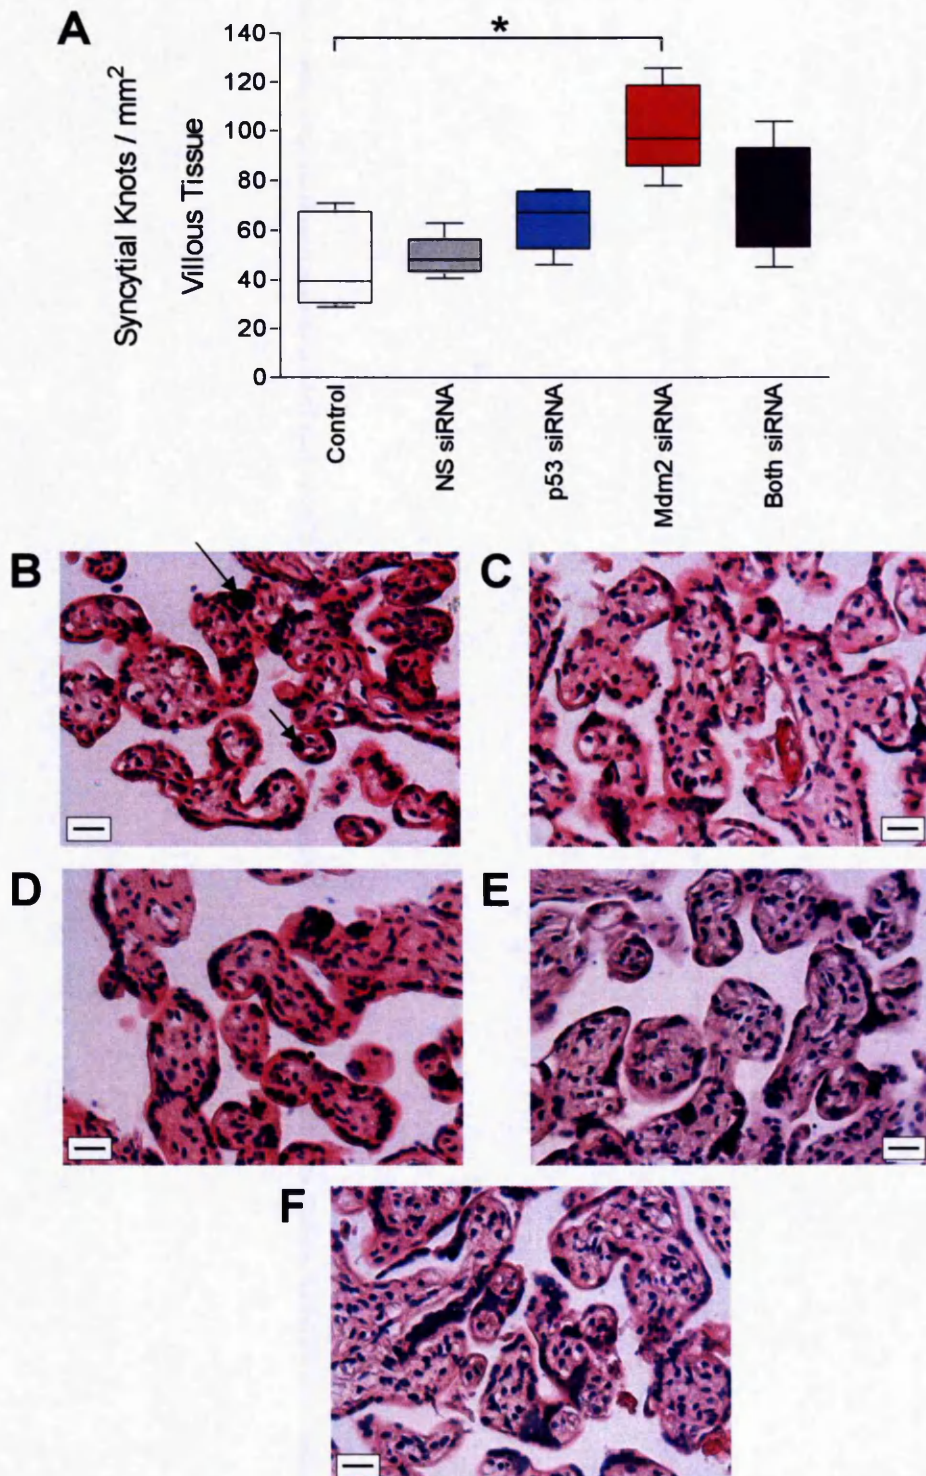 A
Syncytial Knots / mm²
Villous Tissue
*
140
120
100
80
60
40
20
0
Control
NS siRNA
p53 siRNA
Mdm2 siRNA
Both siRNA
B
C
D
E
F